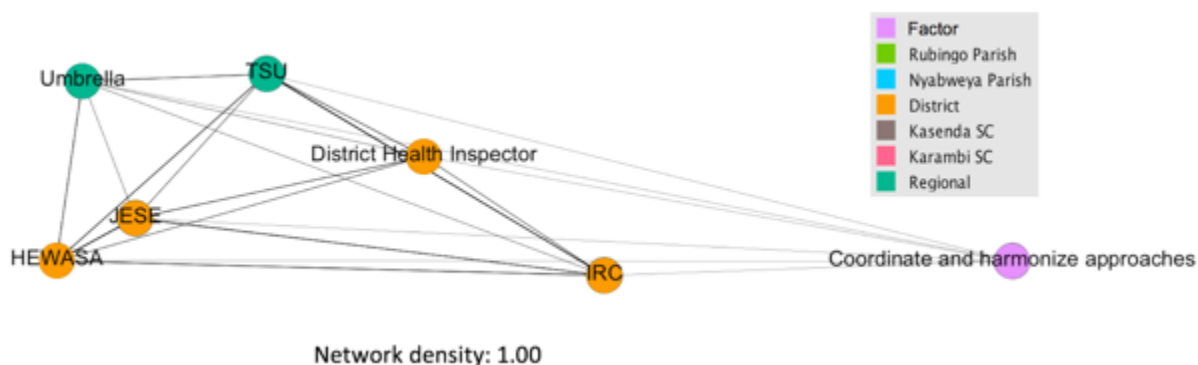 Factor
Rubingo Parish
Nyabweya Parish
District
Kasenda SC
Karambi SC
Regional
Umbrella
TSU
District Health Inspector
JESE
HEWASA
IRC
Coordinate and harmonize approaches
Network density: 1.00